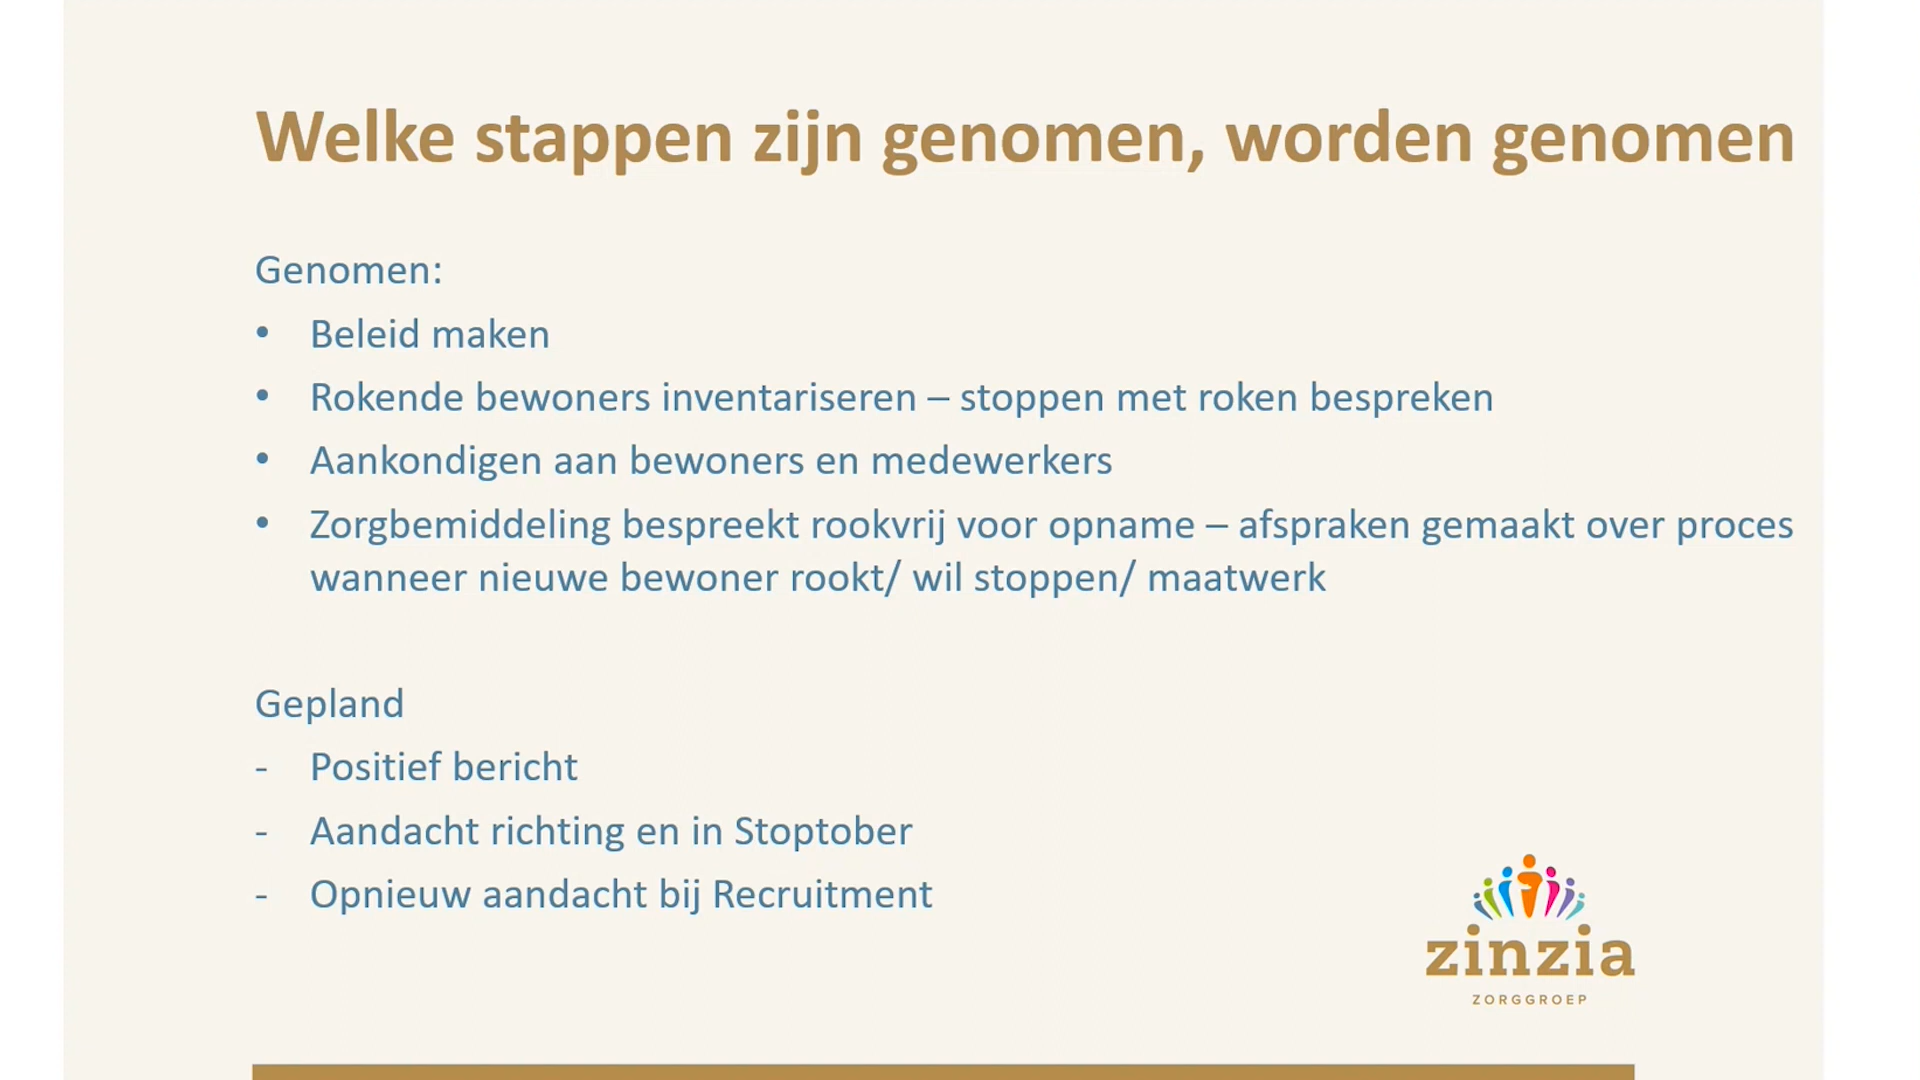 Welke stappen zijn genomen, worden genomen
Genomen:
• Beleid maken
• Rokende bewoners inventariseren – stoppen met roken bespreken
• Aankondigen aan bewoners en medewerkers
• Zorgbemiddeling bespreekt rookvrij voor opname – afspraken gemaakt over proces
wanneer nieuwe bewoner rookt/ wil stoppen/ maatwerk
Gepland
- Positief bericht
- Aandacht richting en in Stoptober
- Opnieuw aandacht bij Recruitment
zinzia
ZORGGROEP